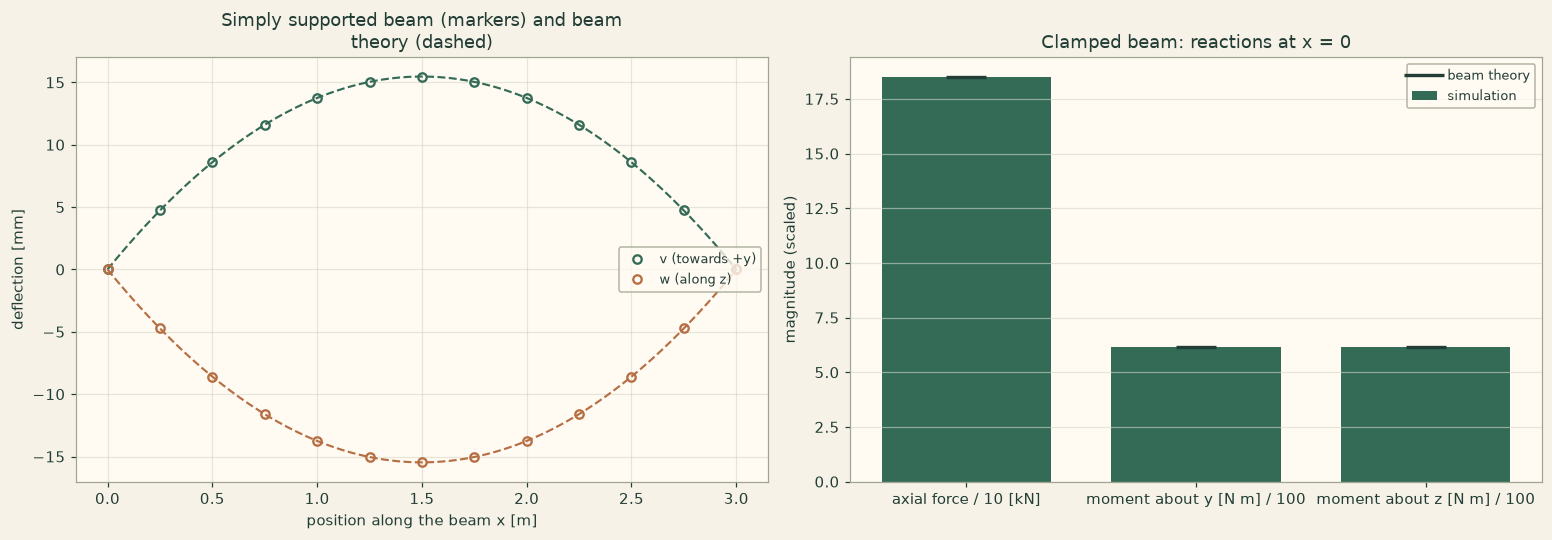 Simply supported beam (markers) and beam
theory (dashed)
deflection [mm]
15
10
5
0
−5
−10
−15
v (towards +y)
w (along z)
0.0
0.5
1.0
1.5
2.0
2.5
3.0
position along the beam x [m]
Clamped beam: reactions at x = 0
magnitude (scaled)
17.5
15.0
12.5
10.0
7.5
5.0
2.5
0.0
beam theory
simulation
axial force / 10 [kN]
moment about y [N m] / 100
moment about z [N m] / 100